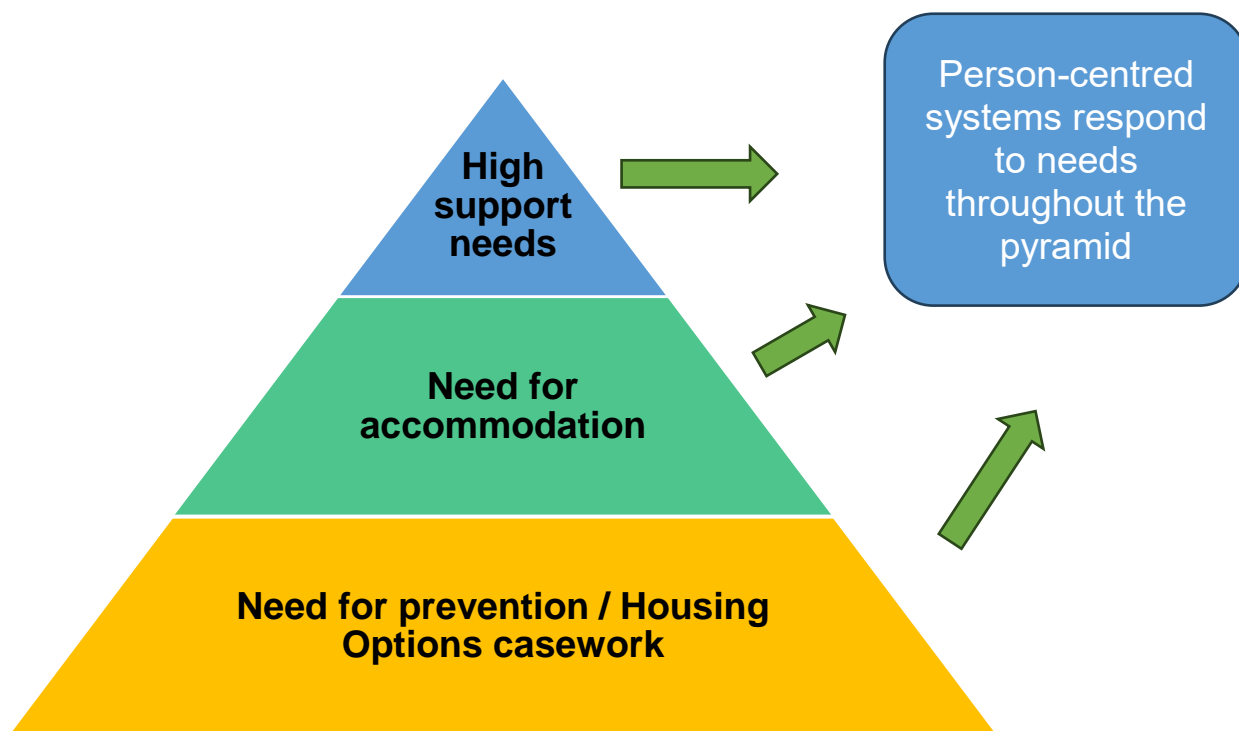 High
support
needs
Person-centred
systems respond
to needs
throughout the
pyramid
Need for
accommodation
Need for prevention / Housing
Options casework